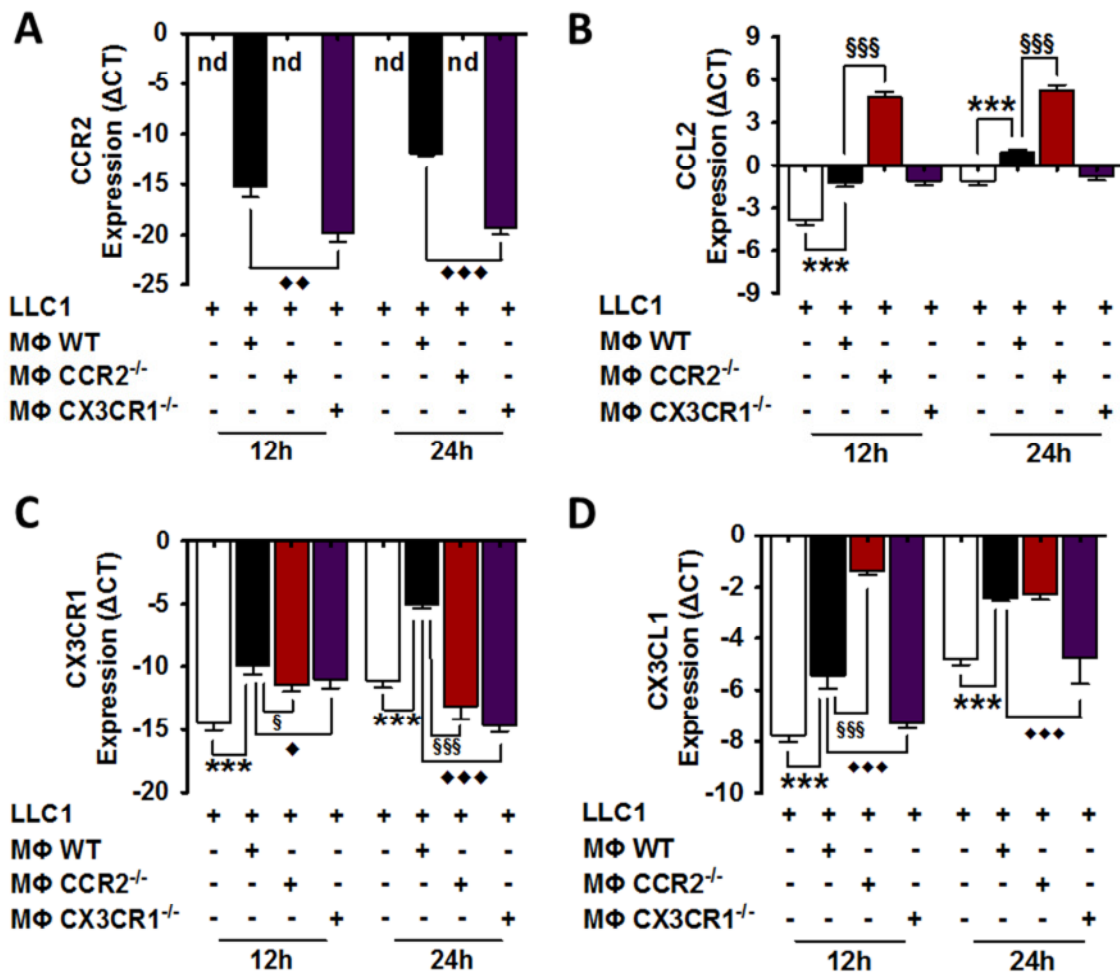 A
CCR2
Expression (ΔCT)
0
-5
-10
-15
-20
-25
nd nd nd nd
◆◆ ◆◆◆
LLC1 + + + + + + + +
MΦ WT - + - - - + - -
MΦ CCR2-/- - - + - - - + -
MΦ CX3CR1-/- - - - + - - - +
12h 24h
B
CCL2
Expression (ΔCT)
9
6
3
0
-3
-6
-9
§§§ §§§
***
***
LLC1 + + + + + + + +
MΦ WT - + - - - + - -
MΦ CCR2-/- - - + - - - + -
MΦ CX3CR1-/- - - - + - - - +
12h 24h
C
CX3CR1
Expression (ΔCT)
0
-5
-10
-15
-20
*** § ◆ *** §§§ ◆◆◆
LLC1 + + + + + + + +
MΦ WT - + - - - + - -
MΦ CCR2-/- - - + - - - + -
MΦ CX3CR1-/- - - - + - - - +
12h 24h
D
CX3CL1
Expression (ΔCT)
0
-2
-4
-6
-8
-10
*** §§§ ◆◆◆ *** ◆◆◆
LLC1 + + + + + + + +
MΦ WT - + - - - + - -
MΦ CCR2-/- - - + - - - + -
MΦ CX3CR1-/- - - - + - - - +
12h 24h